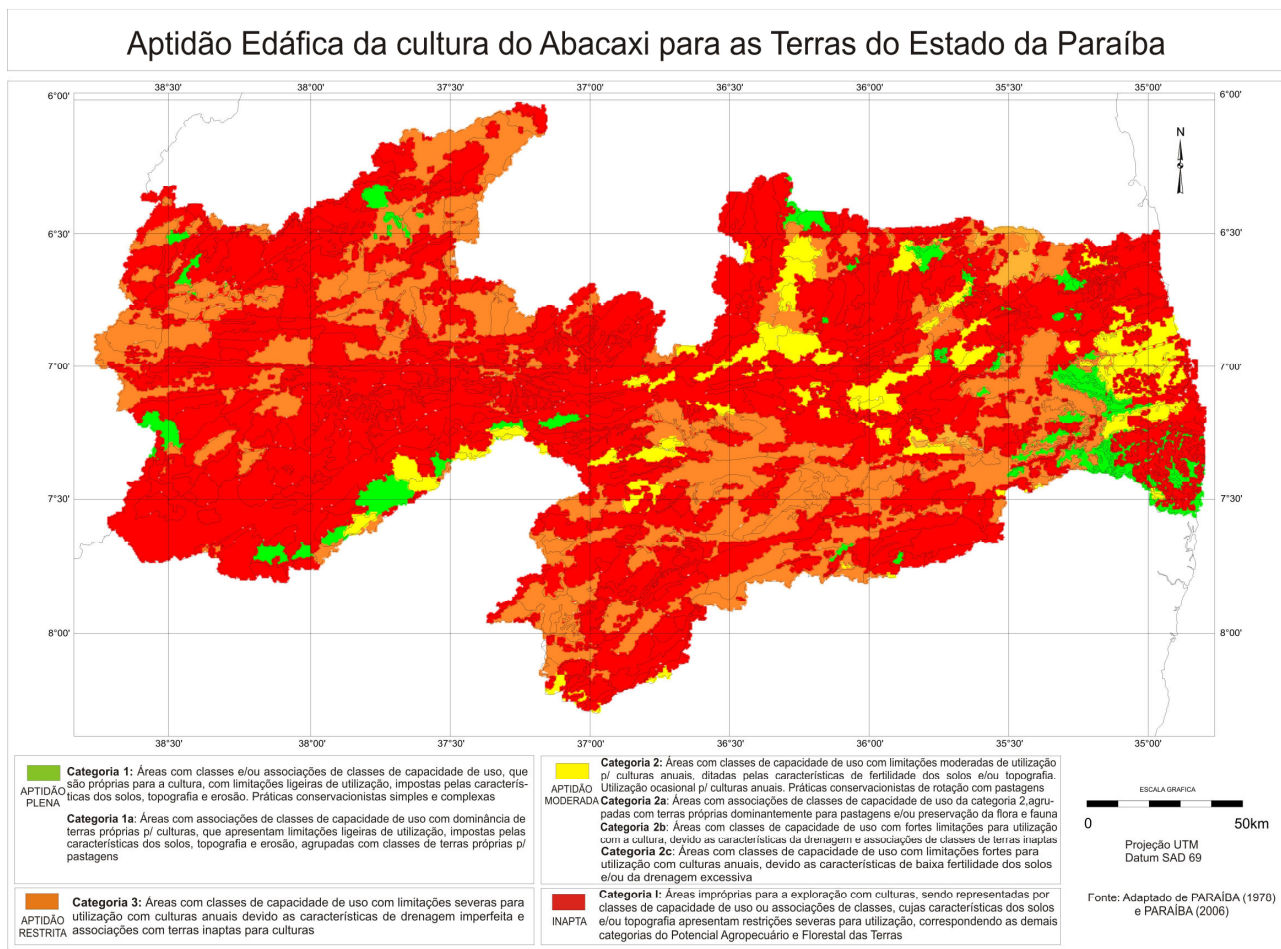 Aptidão Edáfica da cultura do Abacaxi para as Terras do Estado da Paraíba
38°30' 38°00' 37°30' 37°00' 36°30' 36°00' 35°30' 35°00'
6°00' 6°00'
N
6°30' 6°30'
7°00' 7°00'
7°30' 7°30'
8°00' 8°00'
38°30' 38°00' 37°30' 37°00' 36°30' 36°00' 35°30' 35°00'
APTIDÃO
PLENA
Categoria 1: Áreas com classes e/ou associações de classes de capacidade de uso, que
são próprias para a cultura, com limitações ligeiras de utilização, impostas pelas caracterís-
ticas dos solos, topografia e erosão. Práticas conservacionistas simples e complexas
Categoria 1a: Áreas com associações de classes de capacidade de uso com dominância de
terras próprias p/ culturas, que apresentam limitações ligeiras de utilização, impostas pelas
características dos solos, topografia e erosão, agrupadas com classes de terras próprias p/
pastagens
APTIDÃO
RESTRITA
Categoria 3: Áreas com classes de capacidade de uso com limitações severas para
utilização com culturas anuais devido as características de drenagem imperfeita e
associações com terras inaptas para culturas
APTIDÃO
MODERADA
Categoria 2: Áreas com classes de capacidade de uso com limitações moderadas de utilização
p/ culturas anuais, ditadas pelas características de fertilidade dos solos e/ou topografia.
Utilização ocasional p/ culturas anuais. Práticas conservacionistas de rotação com pastagens
Categoria 2a: Áreas com associações de classes de capacidade de uso da categoria 2,agru-
padas com terras próprias dominantemente para pastagens e/ou preservação da flora e fauna
Categoria 2b: Áreas com classes de capacidade de uso com fortes limitações para utilização
com a cultura, devido as características da drenagem e associações de classes de terras inaptas
Categoria 2c: Áreas com classes de capacidade de uso com limitações fortes para
utilização com culturas anuais, devido as características de baixa fertilidade dos solos
e/ou da drenagem excessiva
INAPTA
Categoria I: Áreas impróprias para a exploração com culturas, sendo representadas por
classes de capacidade de uso ou associações de classes, cujas características dos solos
e/ou topografia apresentam restrições severas para utilização, correspondendo as demais
categorias do Potencial Agropecuário e Florestal das Terras
ESCALA GRAFICA
0 50km
Projeção UTM
Datum SAD 69
Fonte: Adaptado de PARAÍBA (1978)
e PARAÍBA (2006)